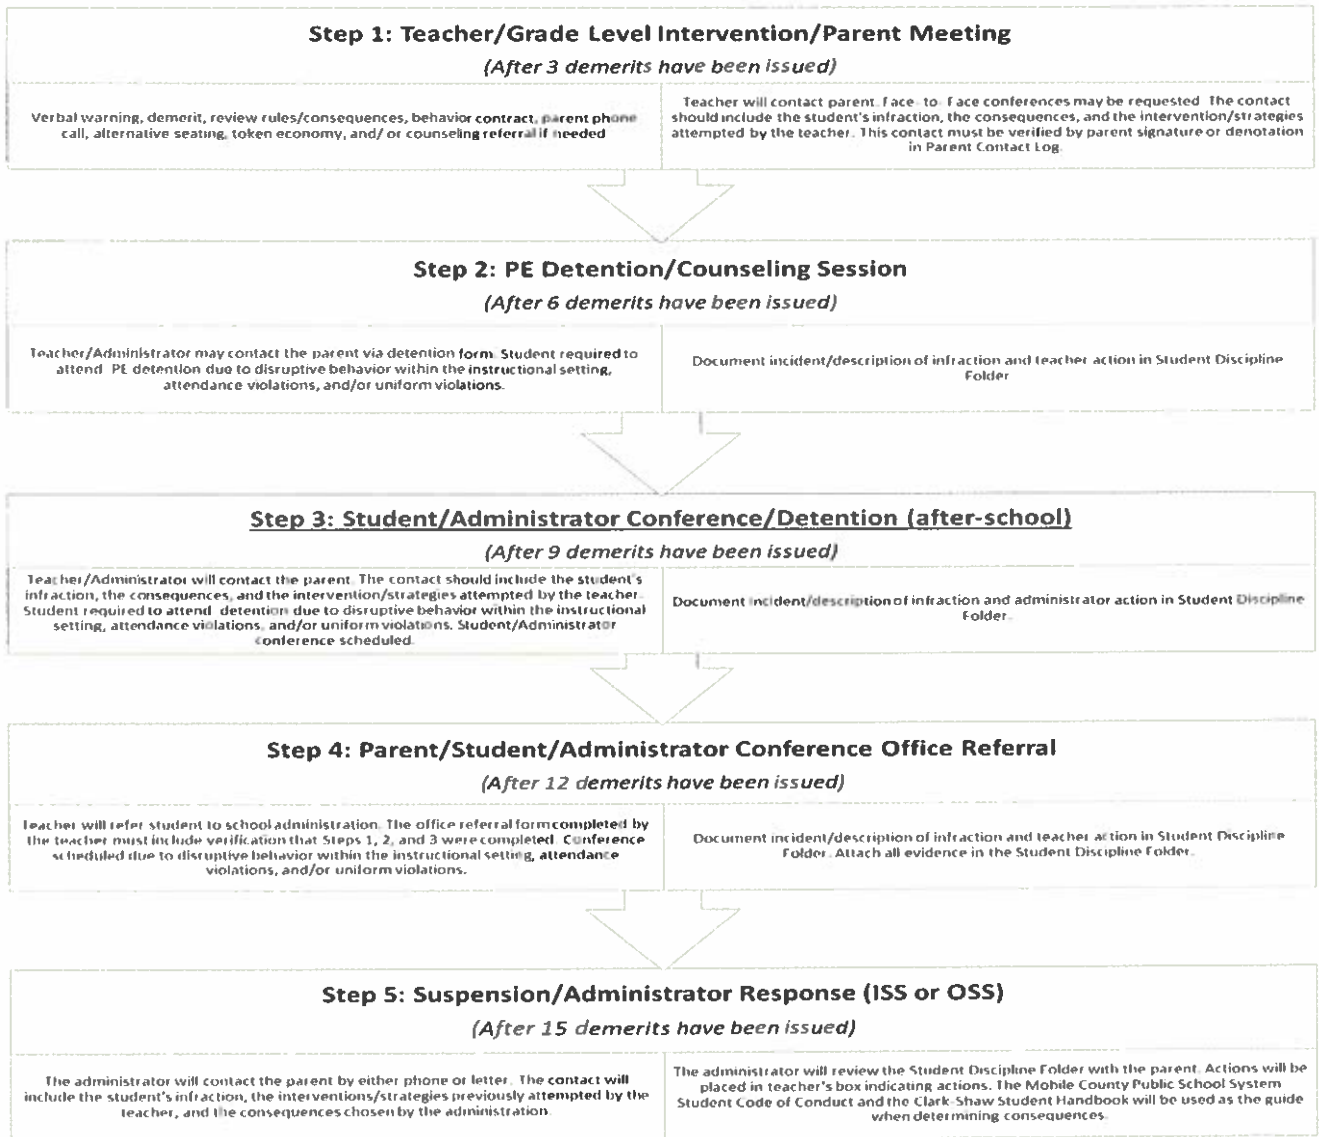 Step 1: Teacher/Grade Level Intervention/Parent Meeting
(After 3 demerits have been issued)
Verbal warning, demerit, review rules/consequences, behavior contract, parent phone
call, alternative seating, token economy, and/ or counseling referral if needed
Teacher will contact parent. Face to Face conferences may be requested. The contact
should include the student's infraction, the consequences, and the intervention/strategies
attempted by the teacher. This contact must be verified by parent signature or denotation
in Parent Contact Log.
Step 2: PE Detention/Counseling Session
(After 6 demerits have been issued)
Teacher/Administrator may contact the parent via detention form. Student required to
attend PE detention due to disruptive behavior within the instructional setting,
attendance violations, and/or uniform violations.
Document incident/description of infraction and teacher action in Student Discipline
Folder
Step 3: Student/Administrator Conference/Detention (after-school)
(After 9 demerits have been issued)
Teacher/Administrator will contact the parent. The contact should include the student's
infraction, the consequences, and the intervention/strategies attempted by the teacher.
Student required to attend detention due to disruptive behavior within the instructional
setting, attendance violations, and/or uniform violations. Student/Administrator
conference scheduled.
Document incident/description of infraction and administrator action in Student Discipline
Folder.
Step 4: Parent/Student/Administrator Conference Office Referral
(After 12 demerits have been issued)
Teacher will refer student to school administration. The office referral form completed by
the teacher must include verification that Steps 1, 2, and 3 were completed. Conference
scheduled due to disruptive behavior within the instructional setting, attendance
violations, and/or uniform violations.
Document incident/description of infraction and teacher action in Student Discipline
Folder. Attach all evidence in the Student Discipline Folder.
Step 5: Suspension/Administrator Response (ISS or OSS)
(After 15 demerits have been issued)
The administrator will contact the parent by either phone or letter. The contact will
include the student's infraction, the interventions/strategies previously attempted by the
teacher, and the consequences chosen by the administration.
The administrator will review the Student Discipline Folder with the parent. Actions will be
placed in teacher's box indicating actions. The Mobile County Public School System
Student Code of Conduct and the Clark-Shaw Student Handbook will be used as the guide
when determining consequences.